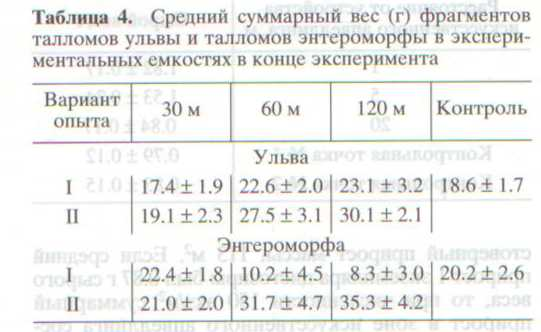 Таблица 4. Средний суммарный вес (г) фрагментов
талломов ульвы и талломов энтероморфы в экспери-
ментальных емкостях в конце эксперимента
Вариант опыта 30 м 60 м 120 м Контроль
Ульва
I 17.4 ± 1.9 22.6 ± 2.0 23.1 ± 3.2 18.6 ± 1.7
II 19.1 ± 2.3 27.5 ± 3.1 30.1 ± 2.1
Энтероморфа
I 22.4 ± 1.8 10.2 ± 4.5 8.3 ± 3.0 20.2 ± 2.6
II 21.0 ± 2.0 31.7 ± 4.7 35.3 ± 4.2